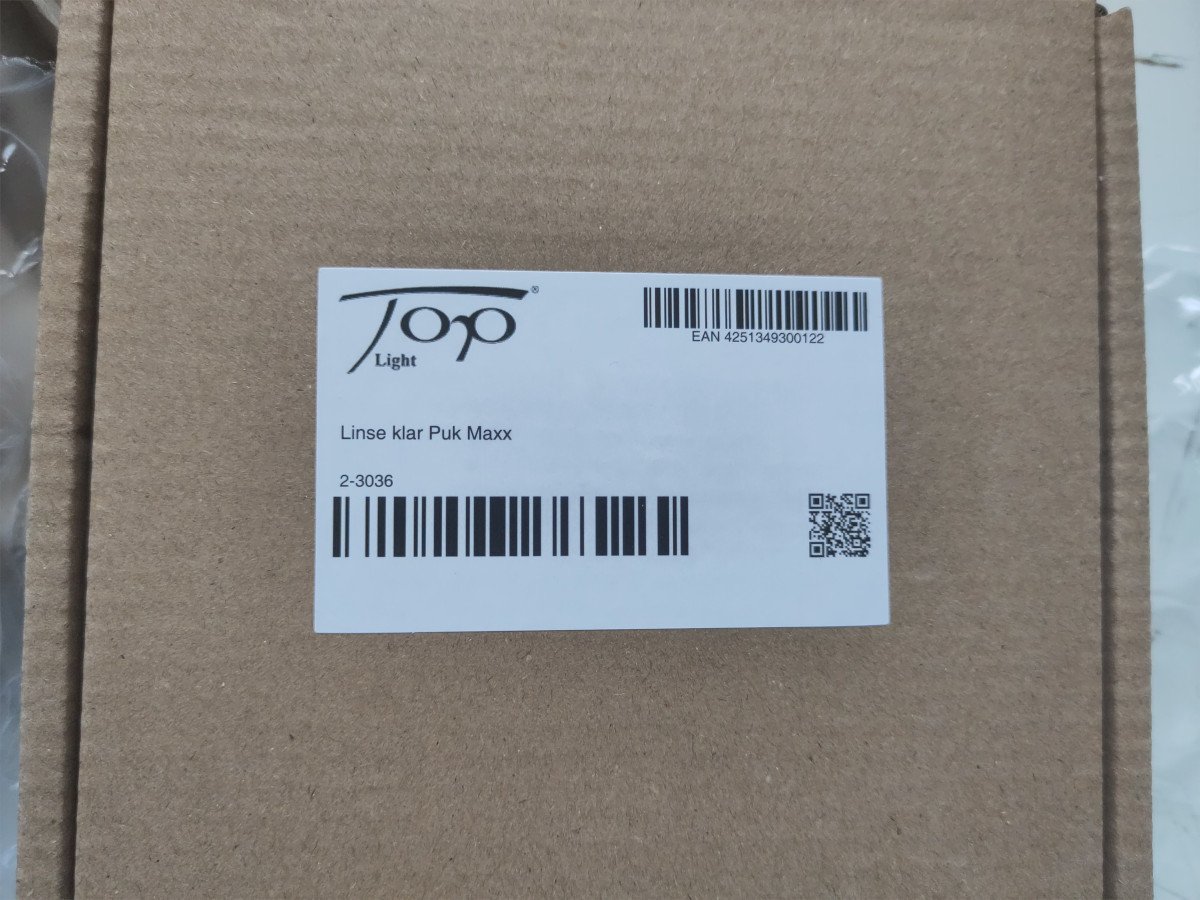 Top®
Light
EAN 4251349300122
Linse klar Puk Maxx
2-3036